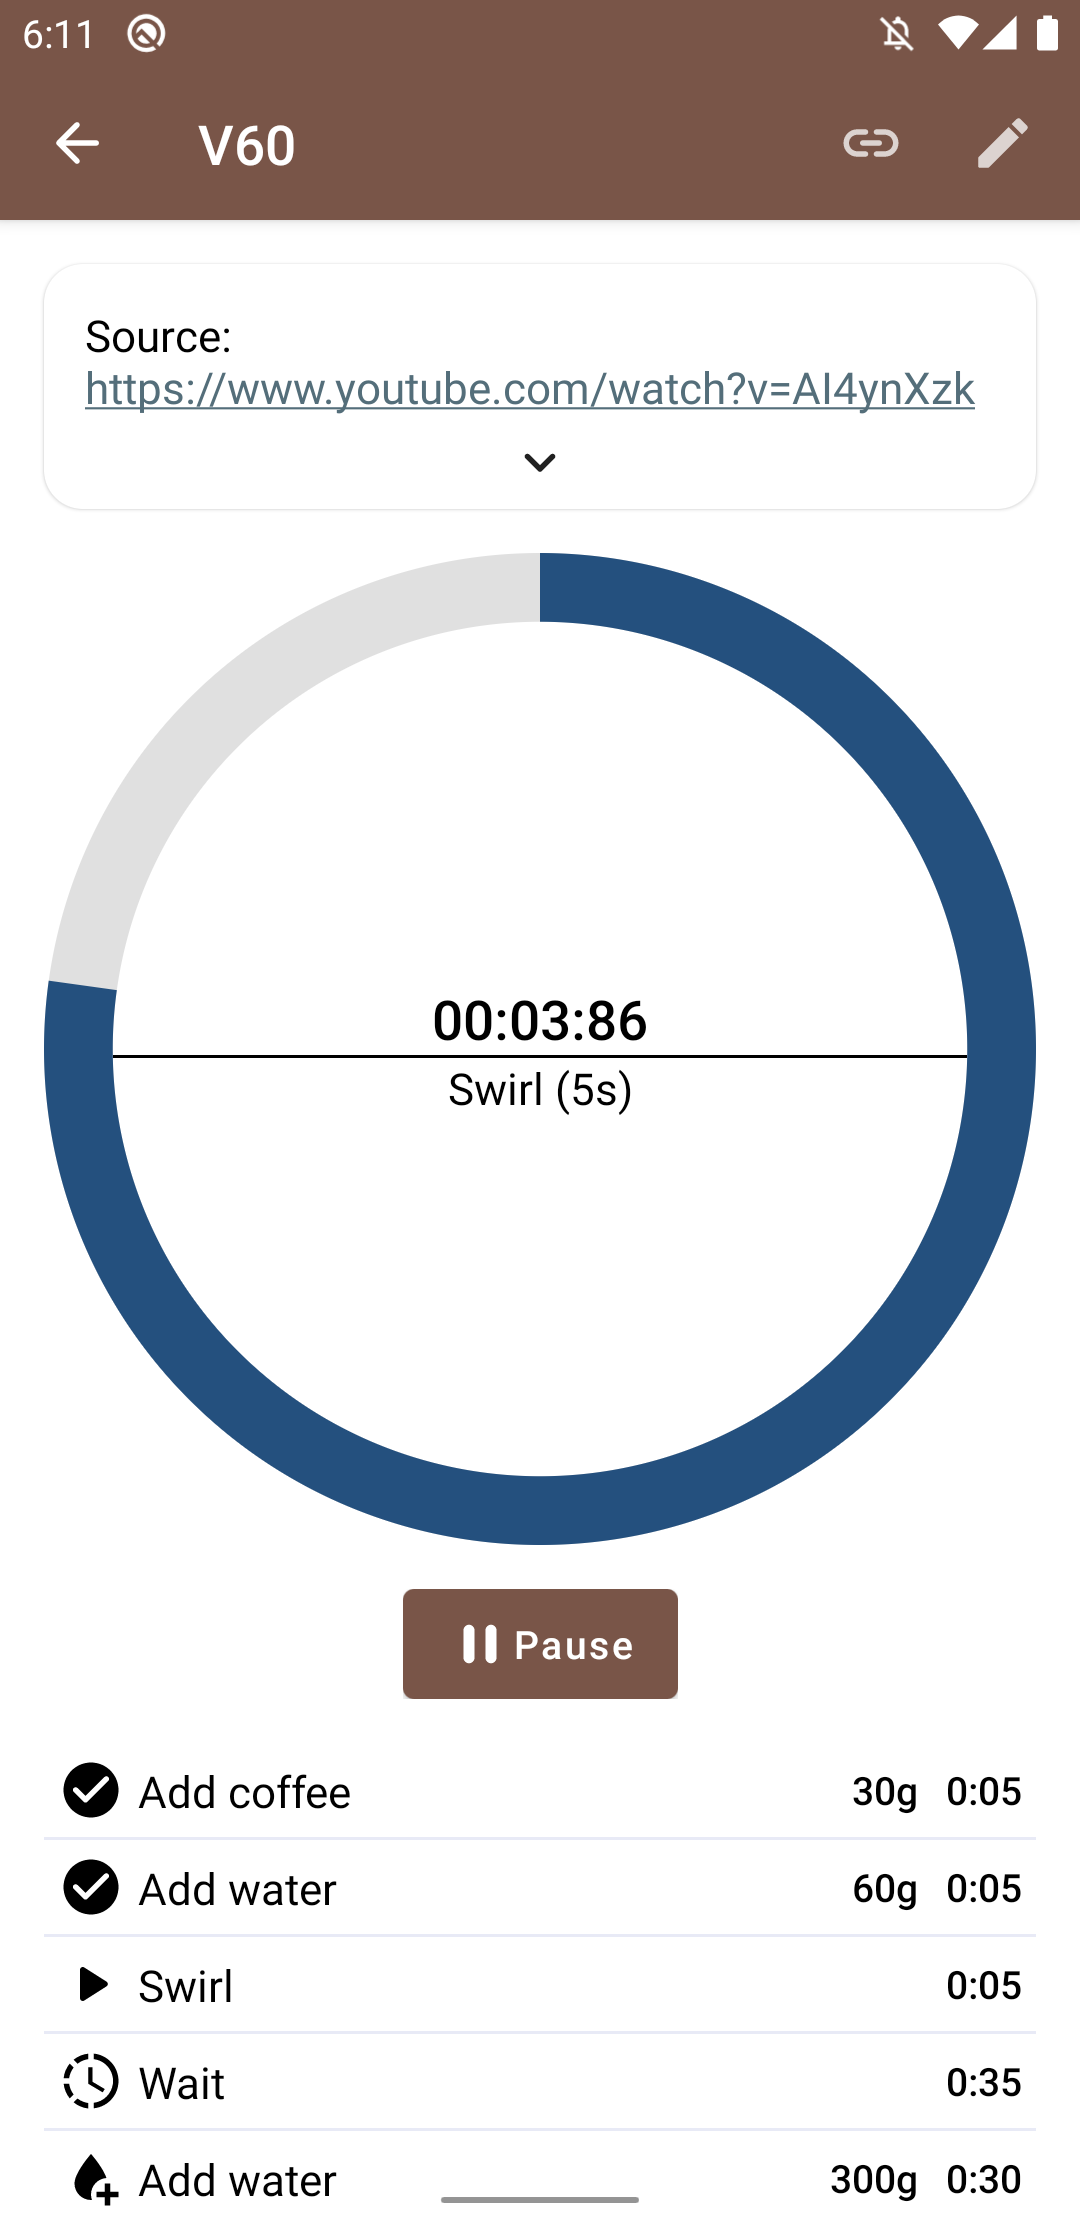 6:11
V60
Source:
https://www.youtube.com/watch?v=AI4ynXzk
00:03:86
Swirl (5s)
Pause
Add coffee 30g 0:05
Add water 60g 0:05
Swirl 0:05
Wait 0:35
Add water 300g 0:30